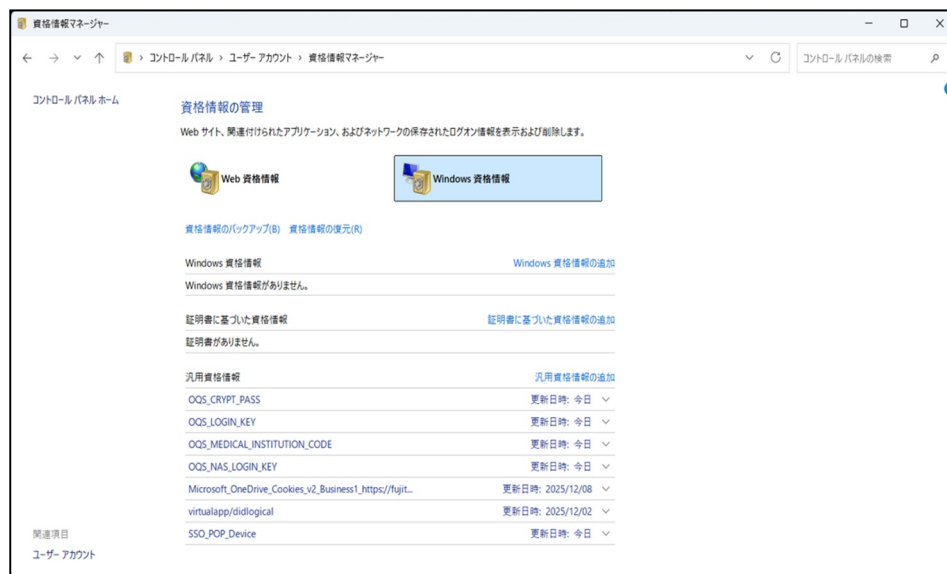 資格情報マネージャー
コントロール パネル › ユーザー アカウント › 資格情報マネージャー
コントロール パネルの検索
コントロール パネル ホーム
資格情報の管理
Web サイト、関連付けられたアプリケーション、およびネットワークの保存されたログオン情報を表示および削除します。
Web 資格情報
Windows 資格情報
資格情報のバックアップ(B) 資格情報の復元(R)
Windows 資格情報 Windows 資格情報の追加
Windows 資格情報がありません。
証明書に基づいた資格情報 証明書に基づいた資格情報の追加
証明書がありません。
汎用資格情報 汎用資格情報の追加
OQS_CRYPT_PASS 更新日時: 今日
OQS_LOGIN_KEY 更新日時: 今日
OQS_MEDICAL_INSTITUTION_CODE 更新日時: 今日
OQS_NAS_LOGIN_KEY 更新日時: 今日
Microsoft_OneDrive_Cookies_v2_Business1_https://fujit... 更新日時: 2025/12/08
virtualapp/didlogical 更新日時: 2025/12/02
SSO_POP_Device 更新日時: 今日
関連項目
ユーザー アカウント